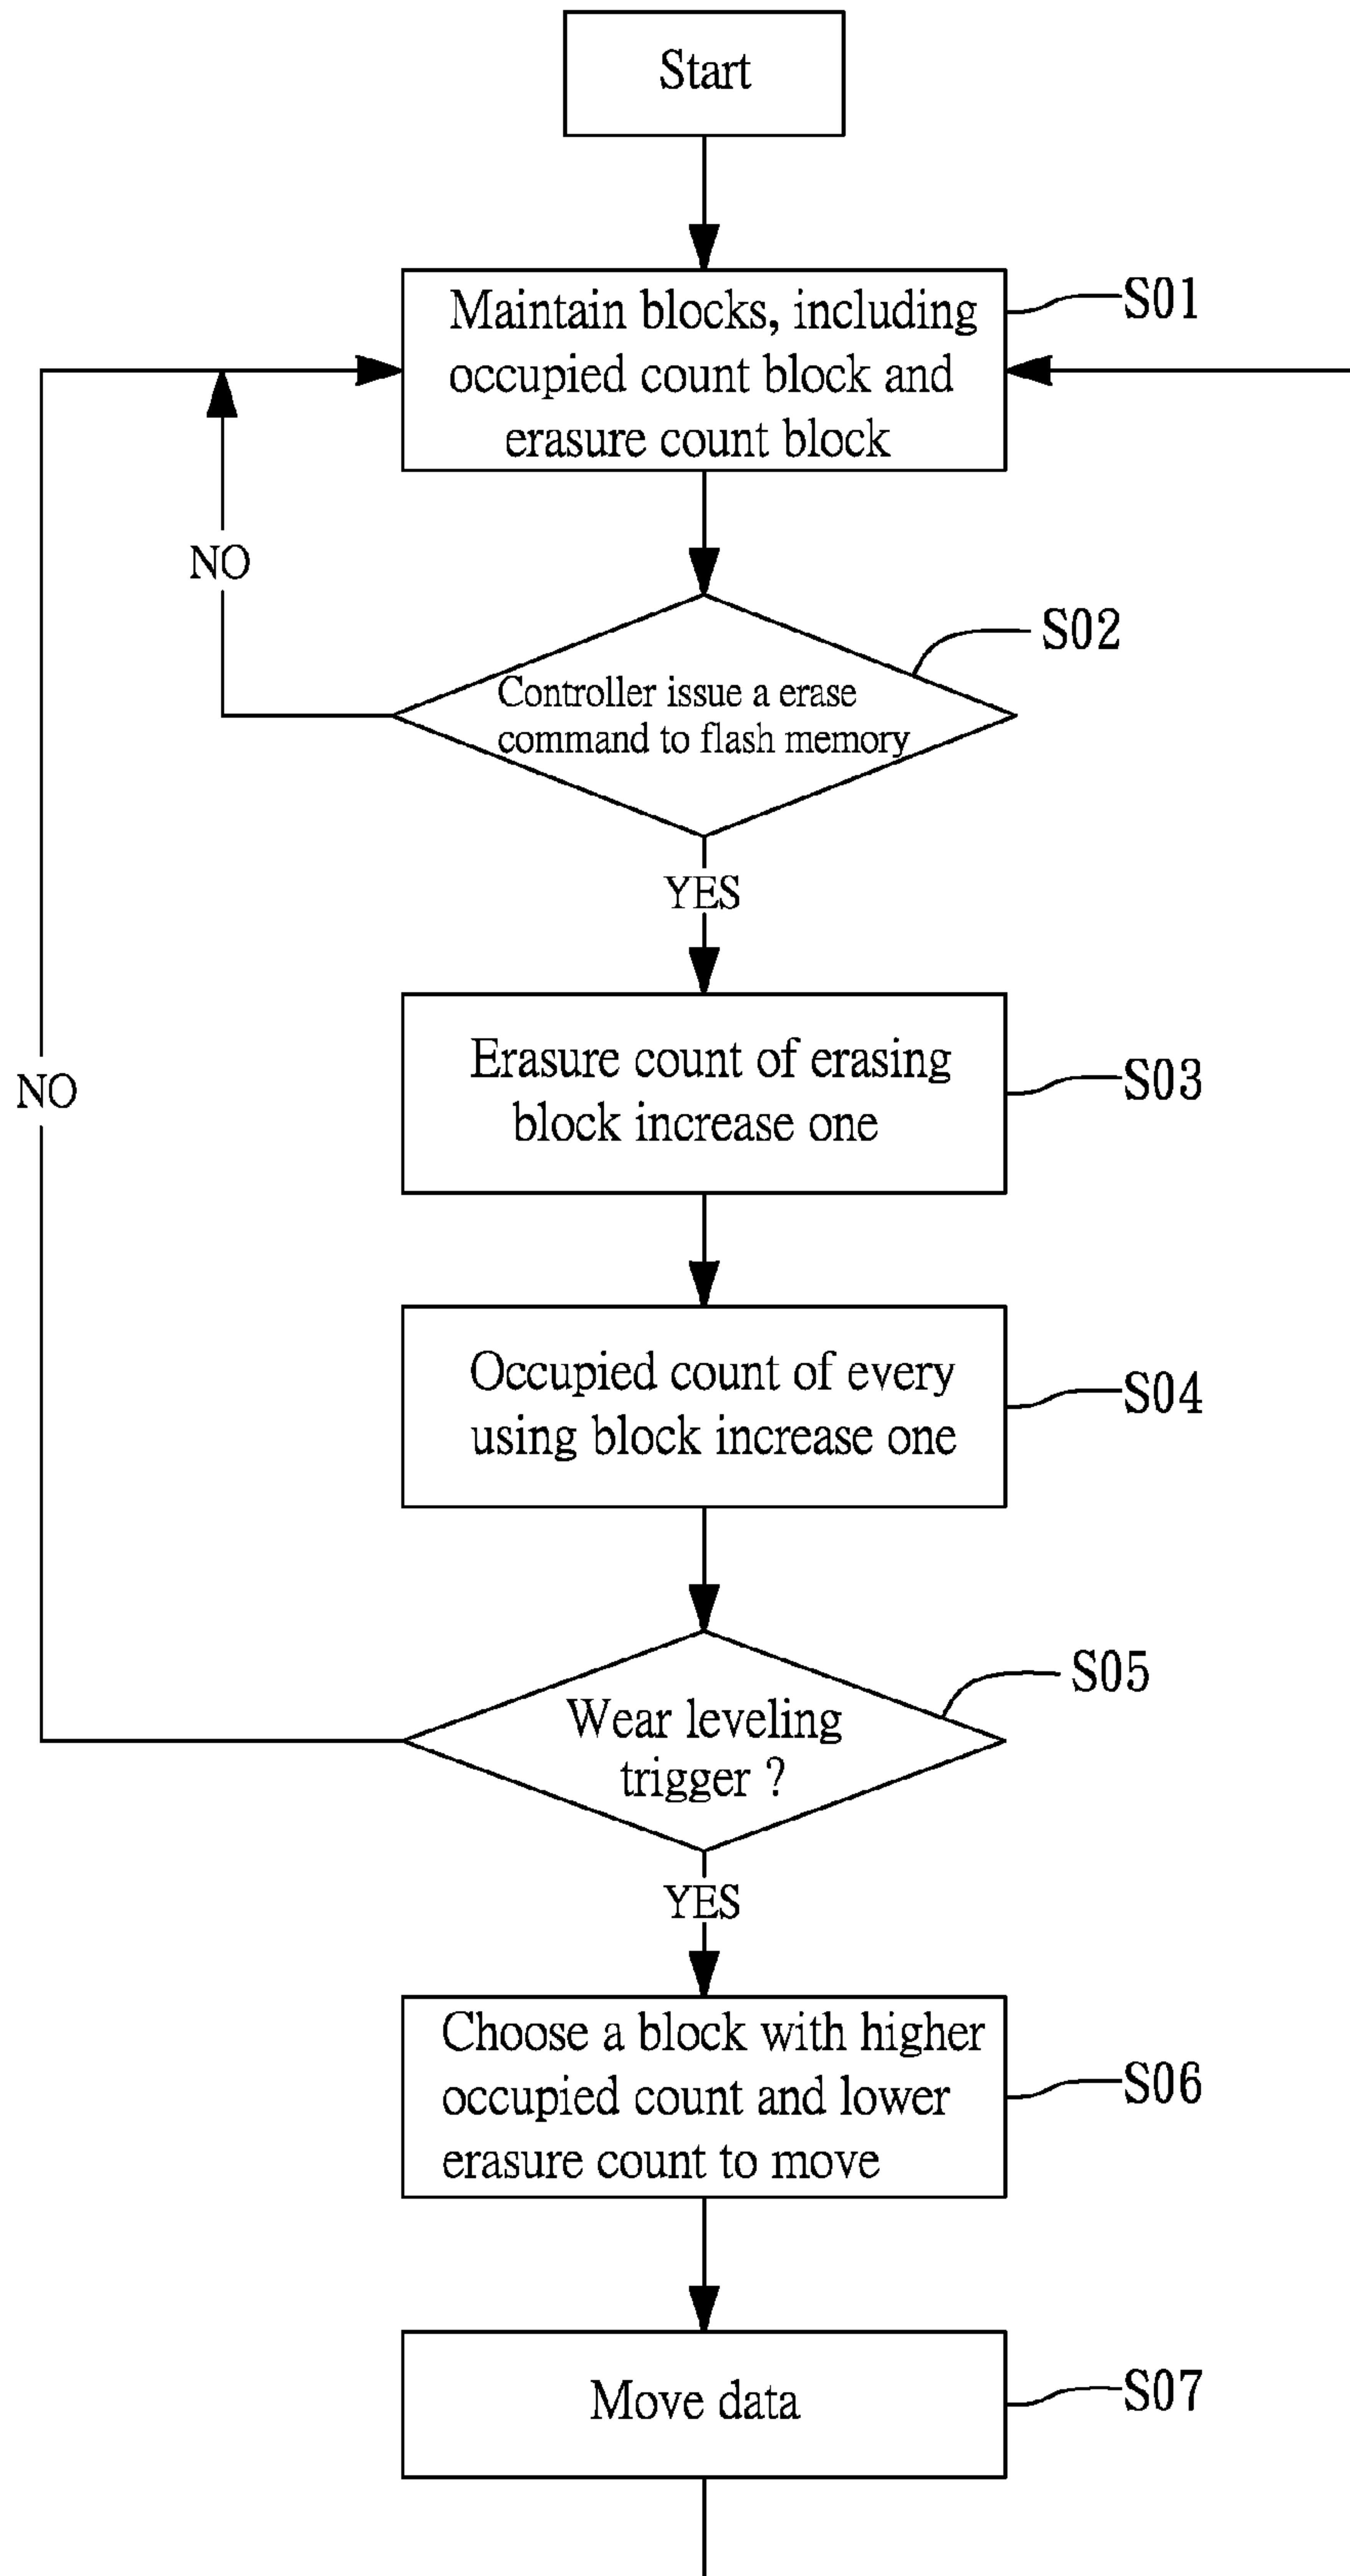 Start
Maintain blocks, including
occupied count block and
erasure count block
S01
NO
Controller issue a erase
command to flash memory
S02
YES
Erasure count of erasing
block increase one
S03
NO
Occupied count of every
using block increase one
S04
Wear leveling
trigger ?
S05
YES
Choose a block with higher
occupied count and lower
erasure count to move
S06
Move data
S07